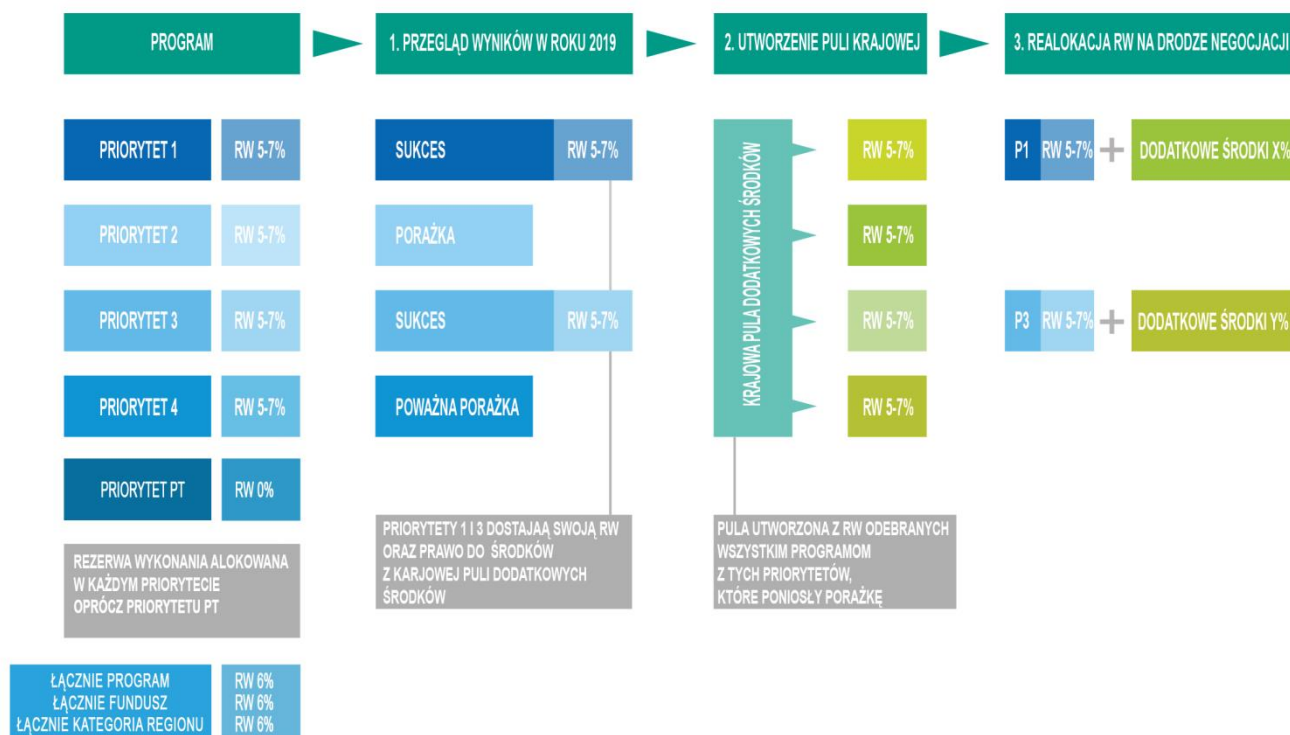 PROGRAM
1. PRZEGLĄD WYNIKÓW W ROKU 2019
2. UTWORZENIE PULI KRAJOWEJ
3. REALOKACJA RW NA DRODZE NEGOCJACJI
PRIORYTET 1
RW 5-7%
PRIORYTET 2
RW 5-7%
PRIORYTET 3
RW 5-7%
PRIORYTET 4
RW 5-7%
PRIORYTET PT
RW 0%
REZERWA WYKONANIA ALOKOWANA
W KAŻDYM PRIORYTECIE
OPRÓCZ PRIORYTETU PT
ŁĄCZNIE PROGRAM
ŁĄCZNIE FUNDUSZ
ŁĄCZNIE KATEGORIA REGIONU
RW 6%
RW 6%
RW 6%
SUKCES
RW 5-7%
PORAŻKA
SUKCES
RW 5-7%
POWAŻNA PORAŻKA
PRIORYTETY 1 I 3 DOSTAJAĄ SWOJĄ RW
ORAZ PRAWO DO ŚRODKÓW
Z KARJOWEJ PULI DODATKOWYCH
ŚRODKÓW
KRAJOWA PULA DODATKOWYCH ŚRODKÓW
RW 5-7%
RW 5-7%
RW 5-7%
RW 5-7%
PULA UTWORZONA Z RW ODEBRANYCH
WSZYSTKIM PROGRAMOM
Z TYCH PRIORYTETÓW,
KTÓRE PONIOSŁY PORAŻKĘ
P1
RW 5-7%
+
DODATKOWE ŚRODKI X%
P3
RW 5-7%
+
DODATKOWE ŚRODKI Y%